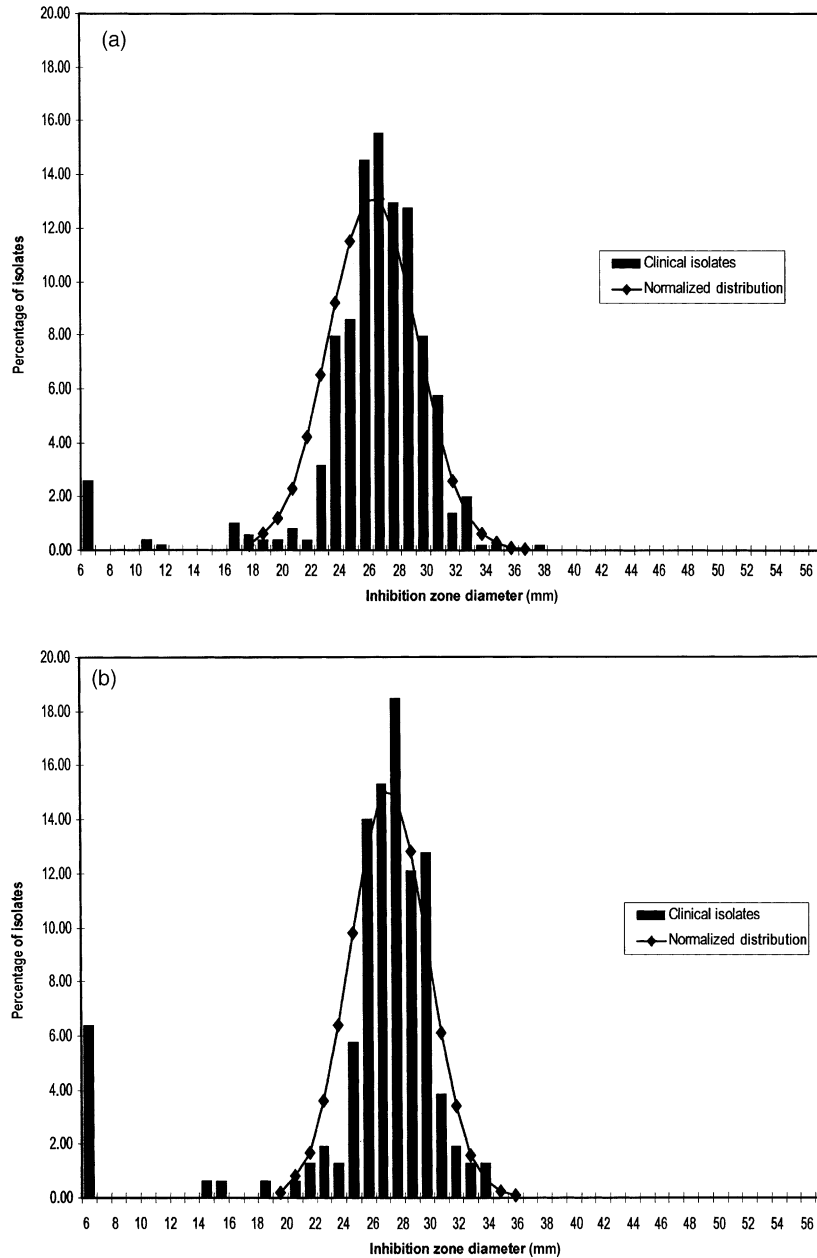 (a)
20.00
18.00
16.00
14.00
12.00
10.00
8.00
6.00
4.00
2.00
0.00
Percentage of isolates
Clinical isolates
Normalized distribution
6 8 10 12 14 16 18 20 22 24 26 28 30 32 34 36 38 40 42 44 46 48 50 52 54 56
Inhibition zone diameter (mm)
(b)
20.00
18.00
16.00
14.00
12.00
10.00
8.00
6.00
4.00
2.00
0.00
Percentage of isolates
Clinical isolates
Normalized distribution
6 8 10 12 14 16 18 20 22 24 26 28 30 32 34 36 38 40 42 44 46 48 50 52 54 56
Inhibition zone diameter (mm)